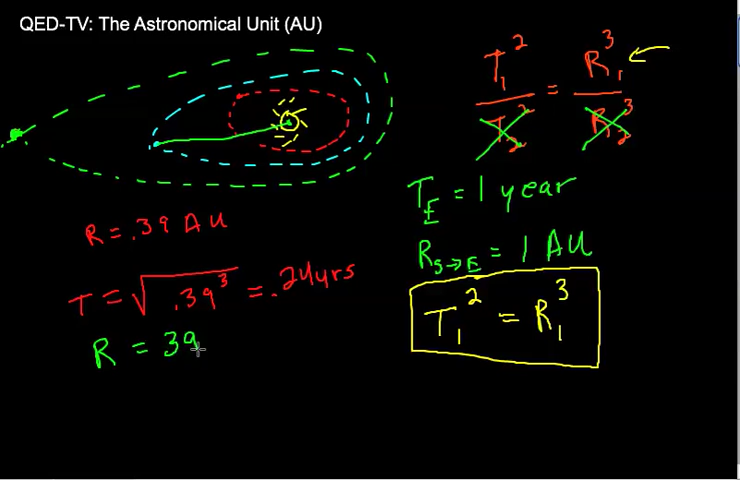 QED-TV: The Astronomical Unit (AU)
T₁² / T₂² = R₁³ / R₂³
T_E = 1 year
R_S→E = 1 AU
T₁² = R₁³
R = .39 AU
T = √.39³ = .24yrs
R = 39